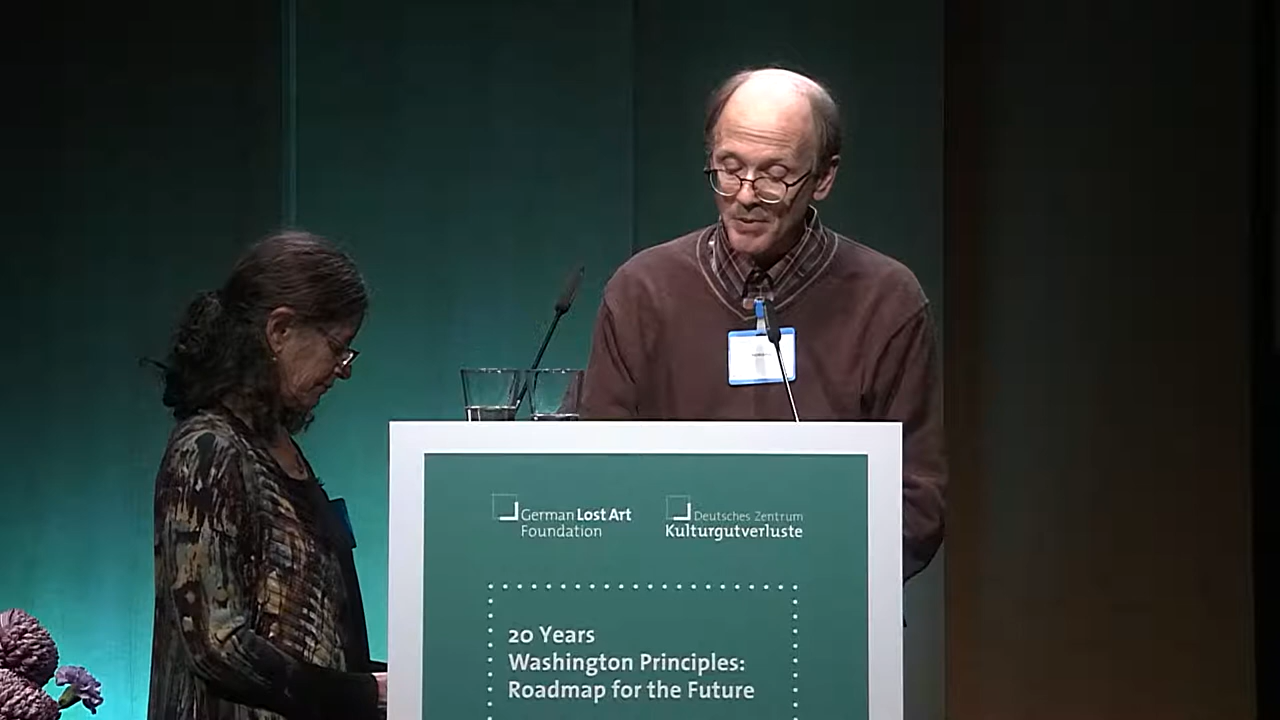 German Lost Art
Foundation
Deutsches Zentrum
Kulturgutverluste
20 Years
Washington Principles:
Roadmap for the Future